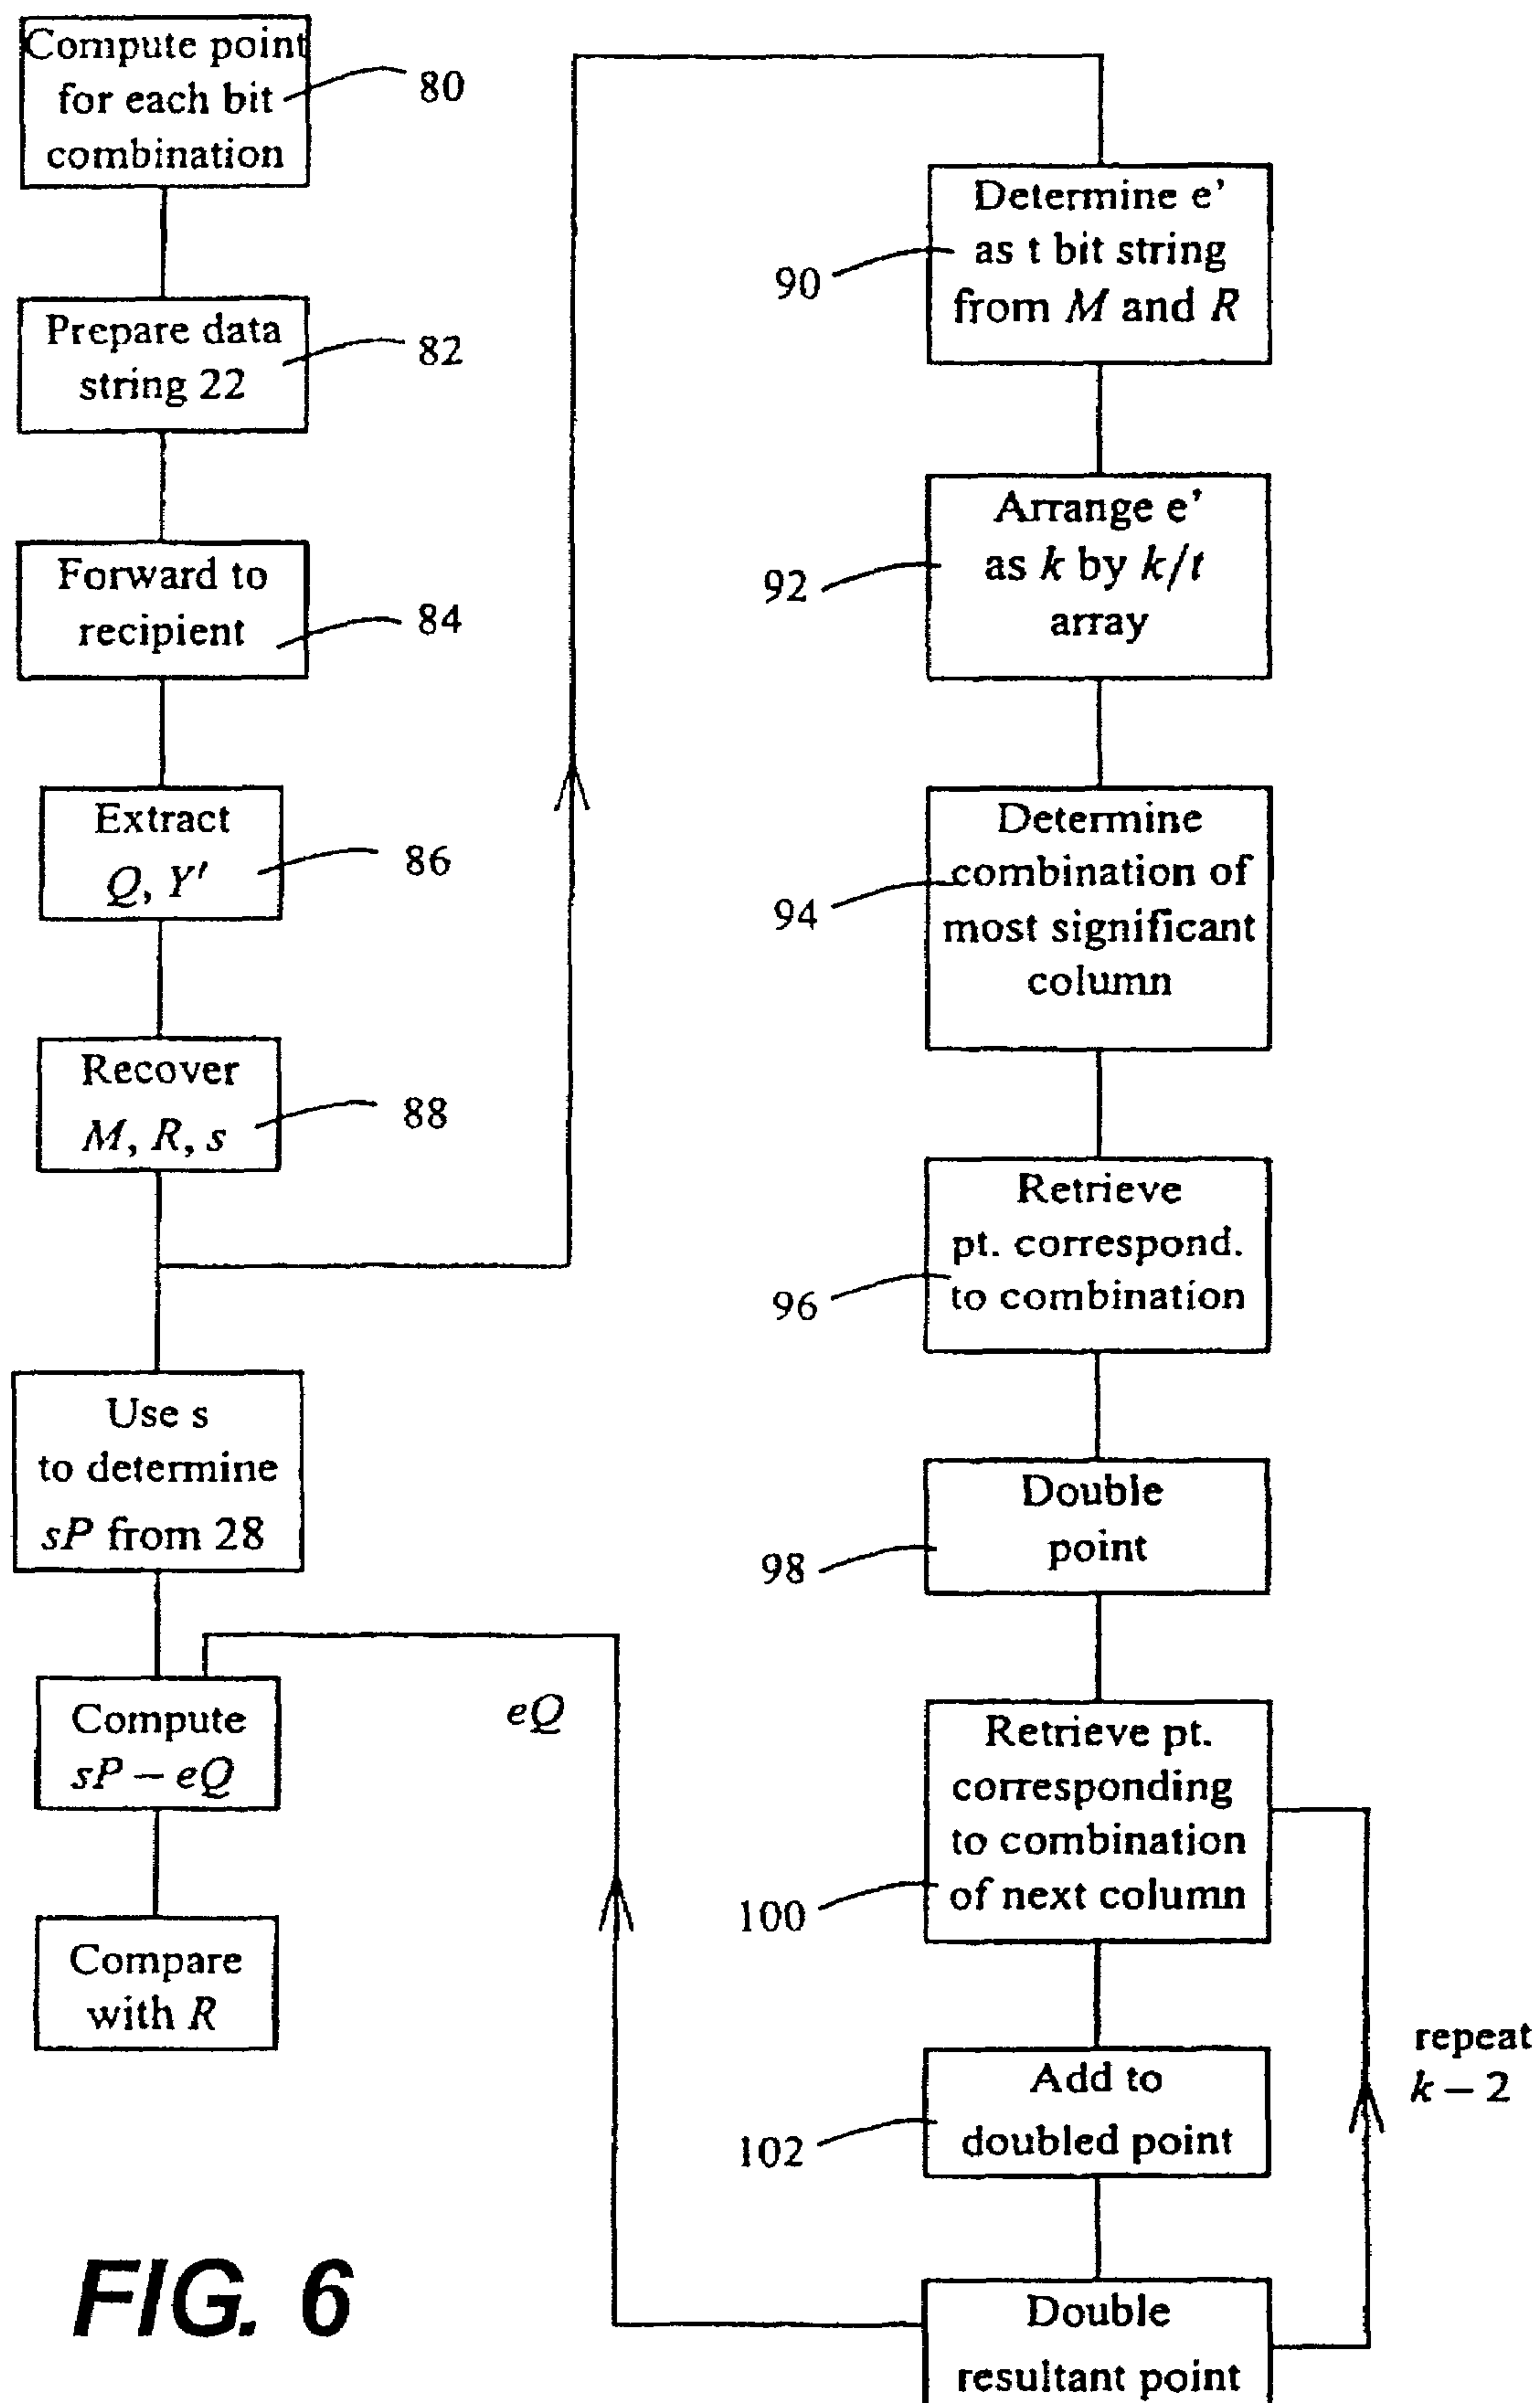 Compute point
for each bit
combination
80
Prepare data
string 22
82
Forward to
recipient
84
Extract
Q, Y'
86
Recover
M, R, s
88
Use s
to determine
sP from 28
Compute
sP – eQ
Compare
with R
eQ
Determine e'
as t bit string
from M and R
90
Arrange e'
as k by k/t
array
92
Determine
combination of
most significant
column
94
Retrieve
pt. correspond.
to combination
96
Double
point
98
Retrieve pt.
corresponding
to combination
of next column
100
Add to
doubled point
102
Double
resultant point
repeat
k – 2
FIG. 6